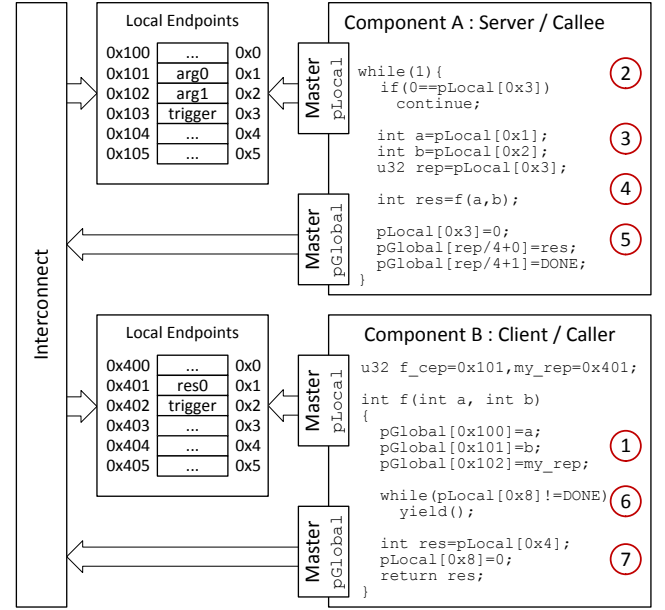 Interconnect
Local Endpoints
0x100 ... 0x0
0x101 arg0 0x1
0x102 arg1 0x2
0x103 trigger 0x3
0x104 ... 0x4
0x105 ... 0x5
Master
pLocal
Master
pGlobal
Component A : Server / Callee
while(1){ 2
if(0==pLocal[0x3])
continue;
int a=pLocal[0x1]; 3
int b=pLocal[0x2];
u32 rep=pLocal[0x3];
int res=f(a,b); 4
pLocal[0x3]=0; 5
pGlobal[rep/4+0]=res;
pGlobal[rep/4+1]=DONE;
}
Local Endpoints
0x400 ... 0x0
0x401 res0 0x1
0x402 trigger 0x2
0x403 ... 0x3
0x404 ... 0x4
0x405 ... 0x5
Master
pLocal
Master
pGlobal
Component B : Client / Caller
u32 f_cep=0x101,my_rep=0x401;
int f(int a, int b)
{
pGlobal[0x100]=a;
pGlobal[0x101]=b; 1
pGlobal[0x102]=my_rep;
while(pLocal[0x8]!=DONE) 6
yield();
int res=pLocal[0x4]; 7
pLocal[0x8]=0;
return res;
}